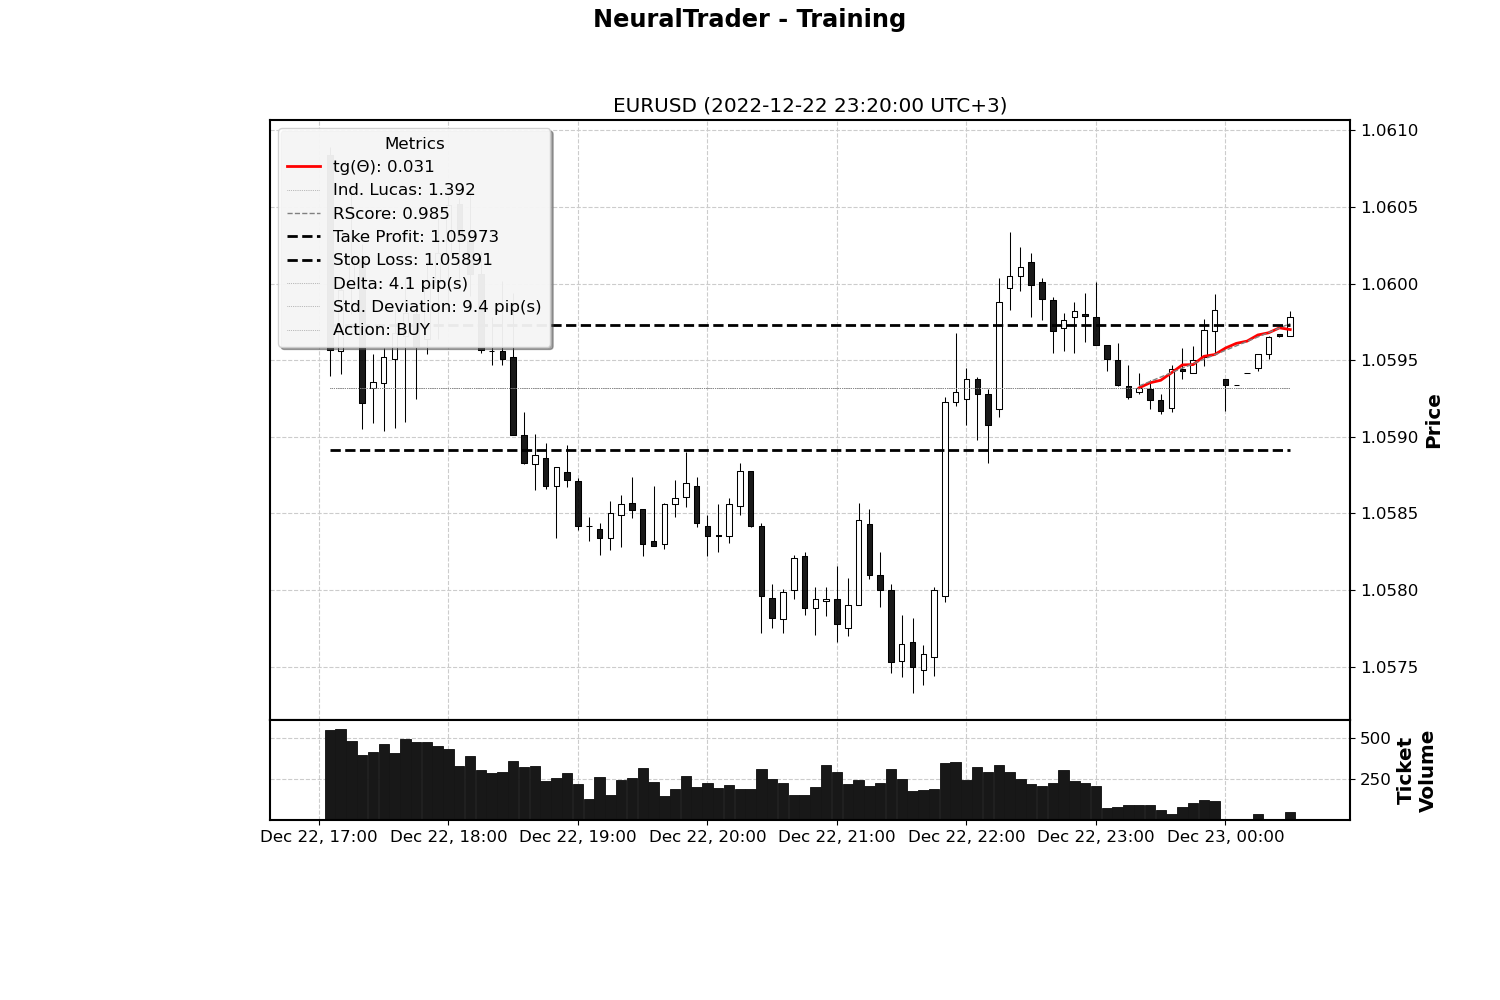 NeuralTrader - Training
EURUSD (2022-12-22 23:20:00 UTC+3)
Metrics
tg(Θ): 0.031
Ind. Lucas: 1.392
RScore: 0.985
Take Profit: 1.05973
Stop Loss: 1.05891
Delta: 4.1 pip(s)
Std. Deviation: 9.4 pip(s)
Action: BUY
1.0610
1.0605
1.0600
1.0595
1.0590
1.0585
1.0580
1.0575
Price
500
250
Ticket
Volume
Dec 22, 17:00
Dec 22, 18:00
Dec 22, 19:00
Dec 22, 20:00
Dec 22, 21:00
Dec 22, 22:00
Dec 22, 23:00
Dec 23, 00:00